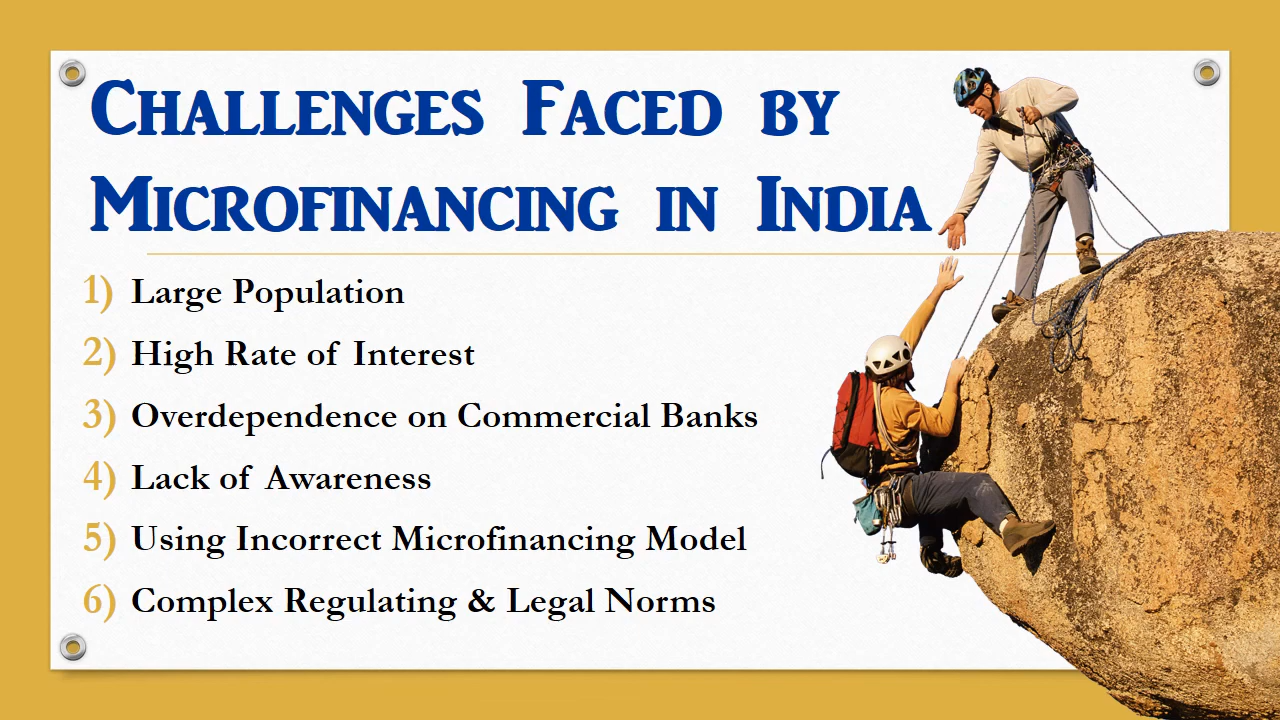 Challenges Faced by
Microfinancing in India
1) Large Population
2) High Rate of Interest
3) Overdependence on Commercial Banks
4) Lack of Awareness
5) Using Incorrect Microfinancing Model
6) Complex Regulating & Legal Norms